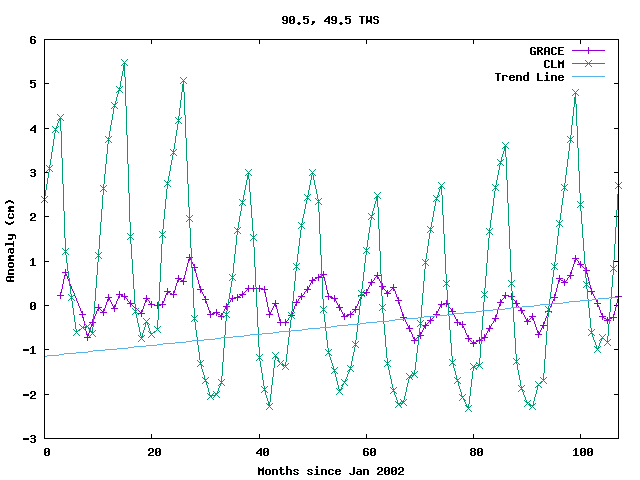 90.5, 49.5 TWS
GRACE
CLM
Trend Line
6
5
4
3
2
1
0
-1
-2
-3
Anomaly (cm)
0 20 40 60 80 100
Months since Jan 2002